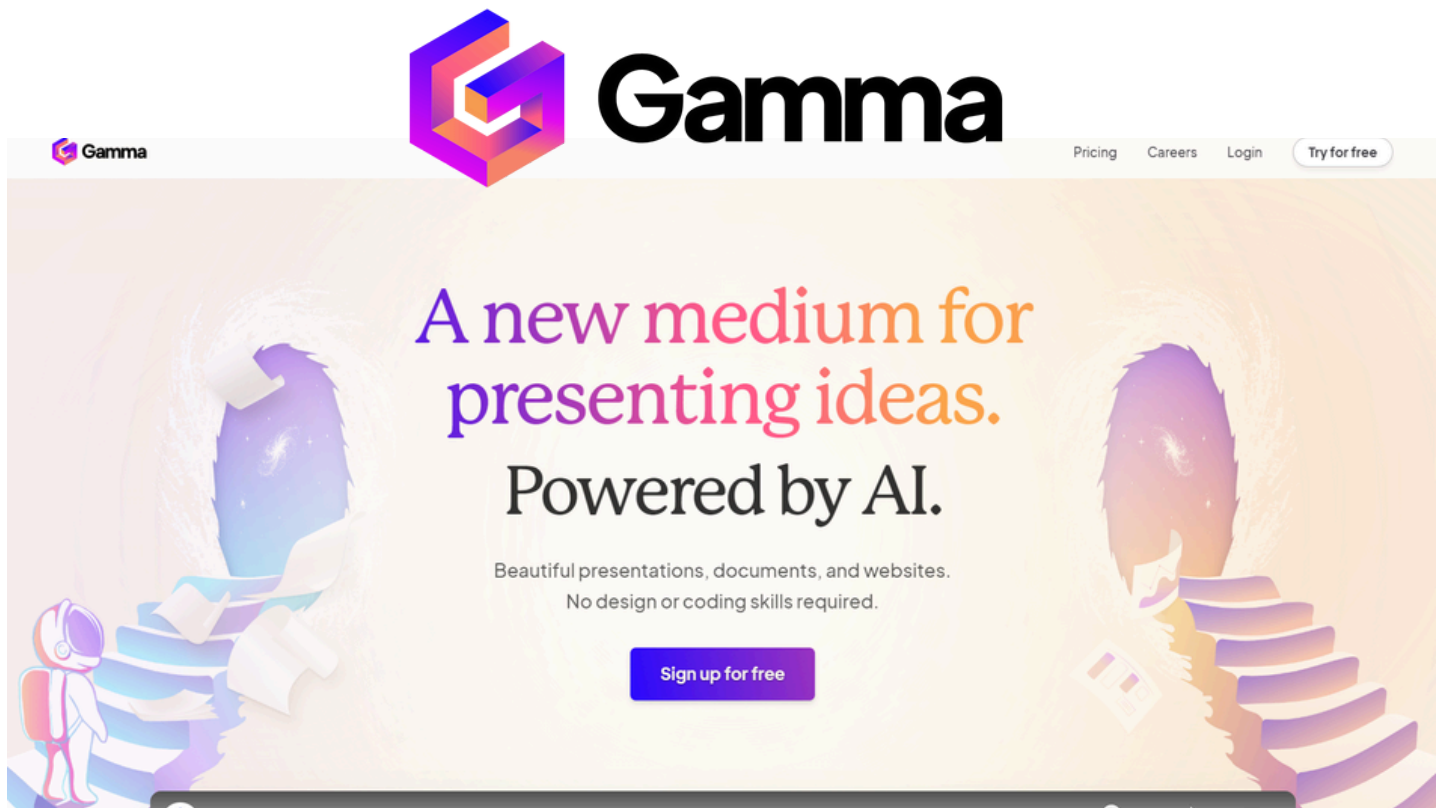 Gamma
Gamma
Pricing Careers Login Try for free
A new medium for
presenting ideas.
Powered by AI.
Beautiful presentations, documents, and websites.
No design or coding skills required.
Sign up for free